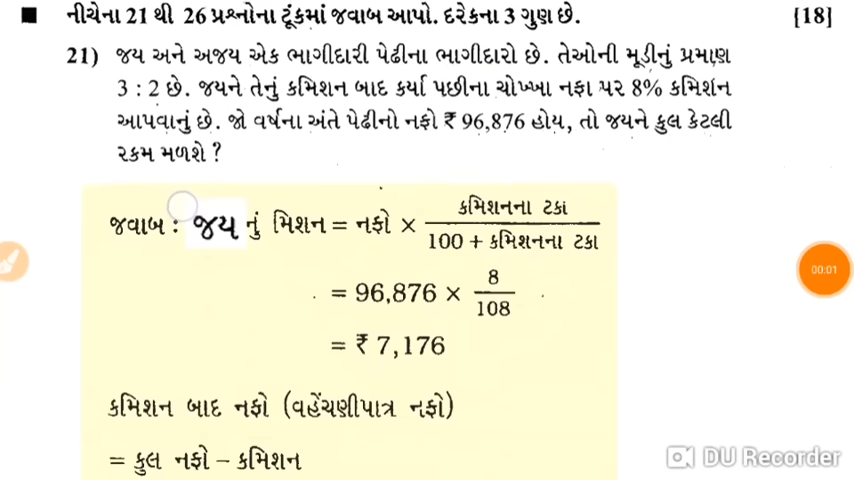 ■ નીચેના 21 થી 26 પ્રશ્નોના ટૂંકમાં જવાબ આપો. દરેકના 3 ગુણ છે. [18]
21) જય અને અજય એક ભાગીદારી પેઢીના ભાગીદારો છે. તેઓની મૂડીનું પ્રમાણ
3 : 2 છે. જયને તેનું કમિશન બાદ કર્યા પછીના ચોખ્ખા નફા પર 8% કમિશન
આપવાનું છે. જો વર્ષના અંતે પેઢીનો નફો ₹ 96,876 હોય, તો જયને કુલ કેટલી
રકમ મળશે ?
જવાબ : જય નું મિશન = નફો × કમિશનના ટકા / 100 + કમિશનના ટકા
= 96,876 × 8 / 108
= ₹ 7,176
કમિશન બાદ નફો (વહેંચણીપાત્ર નફો)
= કુલ નફો – કમિશન
00:01
DU Recorder